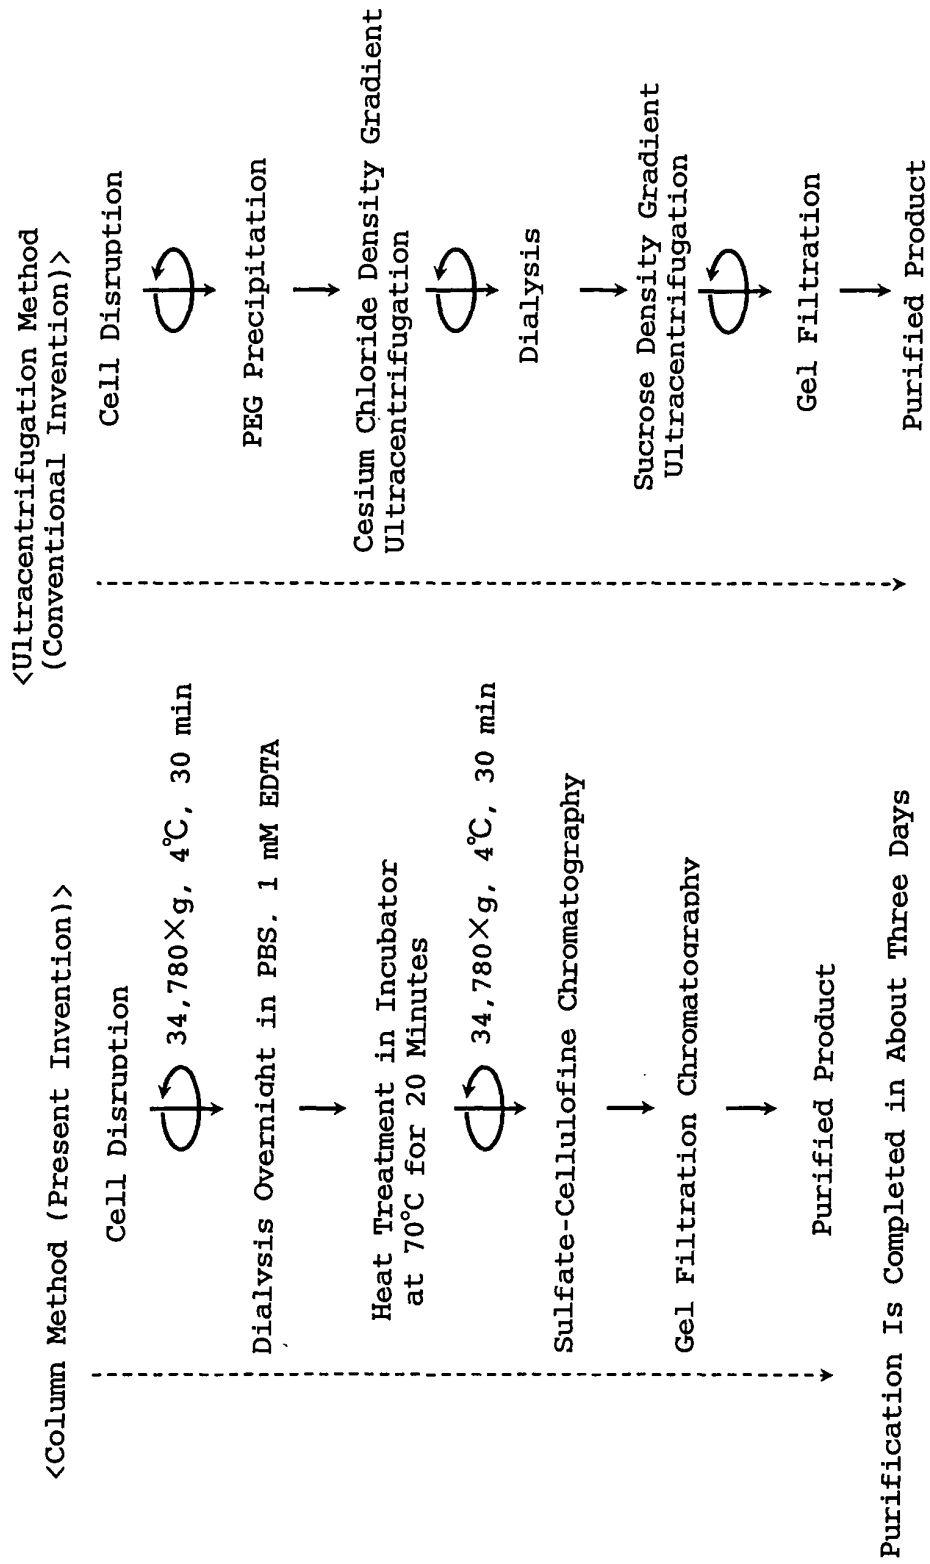 <Column Method (Present Invention)>
Cell Disruption
34,780×g, 4℃, 30 min
Dialysis Overnight in PBS, 1 mM EDTA
Heat Treatment in Incubator
at 70℃ for 20 Minutes
34,780×g, 4℃, 30 min
Sulfate-Cellulofine Chromatography
Gel Filtration Chromatography
Purified Product
Purification Is Completed in About Three Days
<Ultracentrifugation Method
(Conventional Invention)>
Cell Disruption
PEG Precipitation
Cesium Chloride Density Gradient
Ultracentrifugation
Dialysis
Sucrose Density Gradient
Ultracentrifugation
Gel Filtration
Purified Product